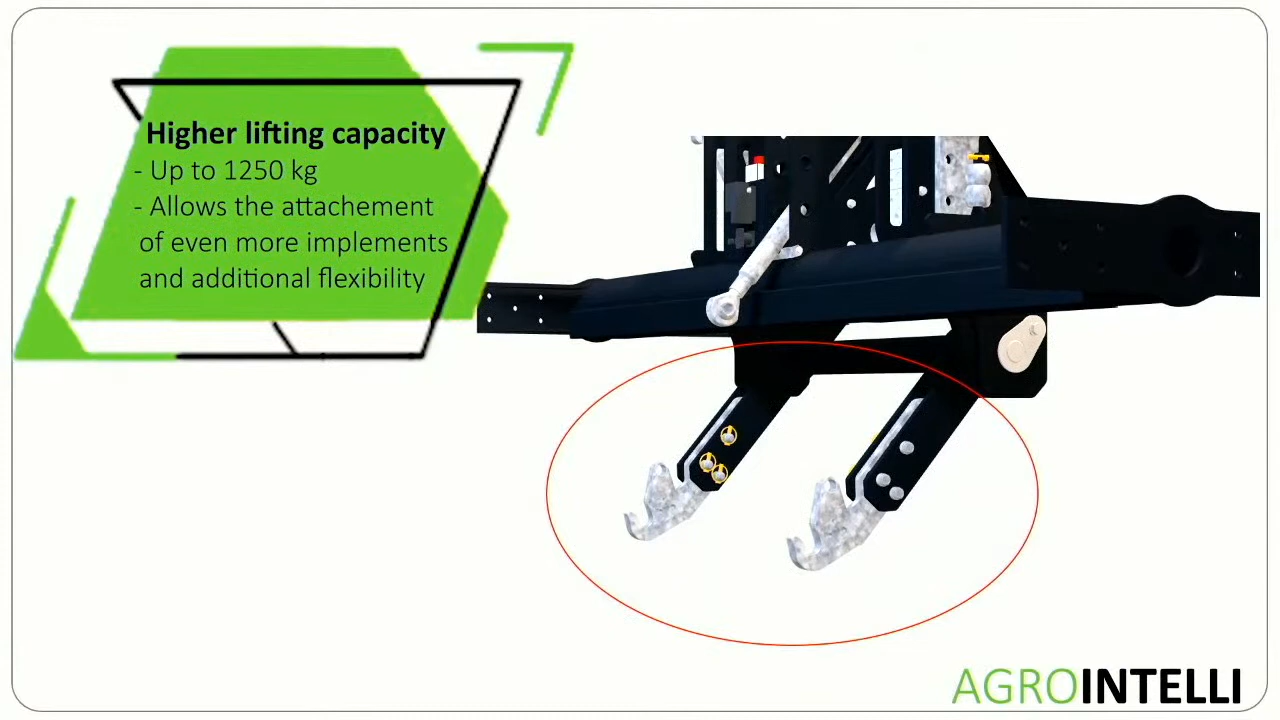 Higher lifting capacity
- Up to 1250 kg
- Allows the attachement
of even more implements
and additional flexibility
AGROINTELLI